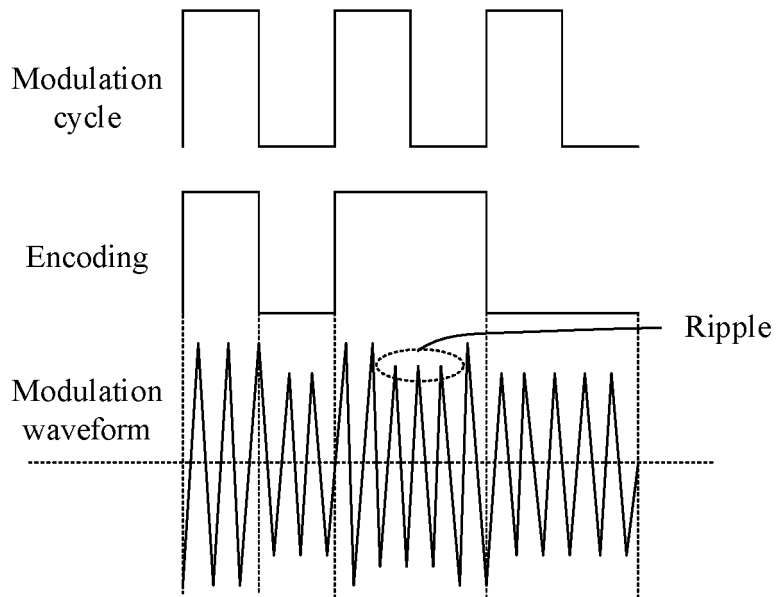 Modulation
cycle
Encoding
Ripple
Modulation
waveform